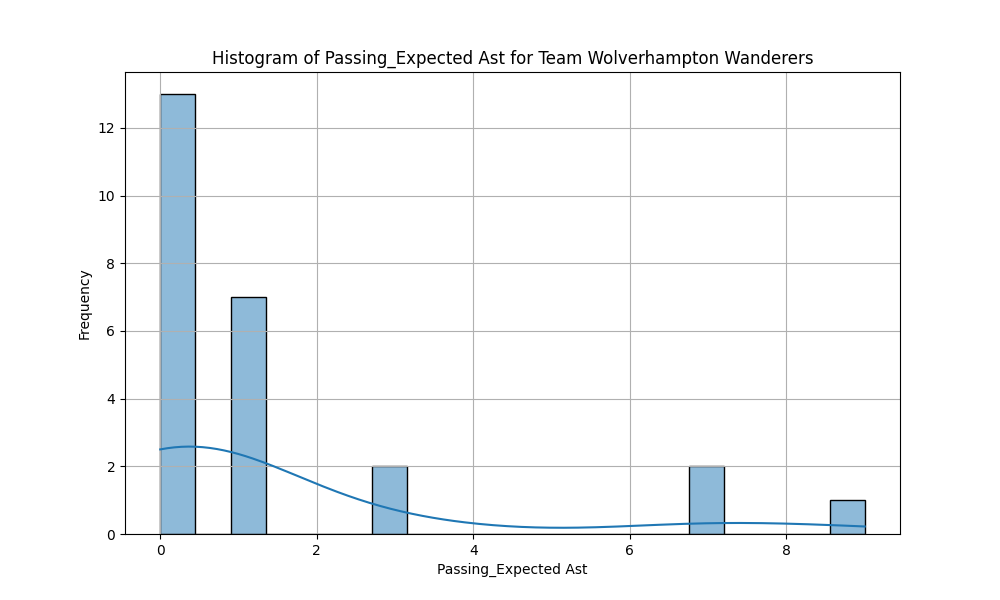 Histogram of Passing_Expected Ast for Team Wolverhampton Wanderers
Frequency
12
10
8
6
4
2
0
0 2 4 6 8
Passing_Expected Ast